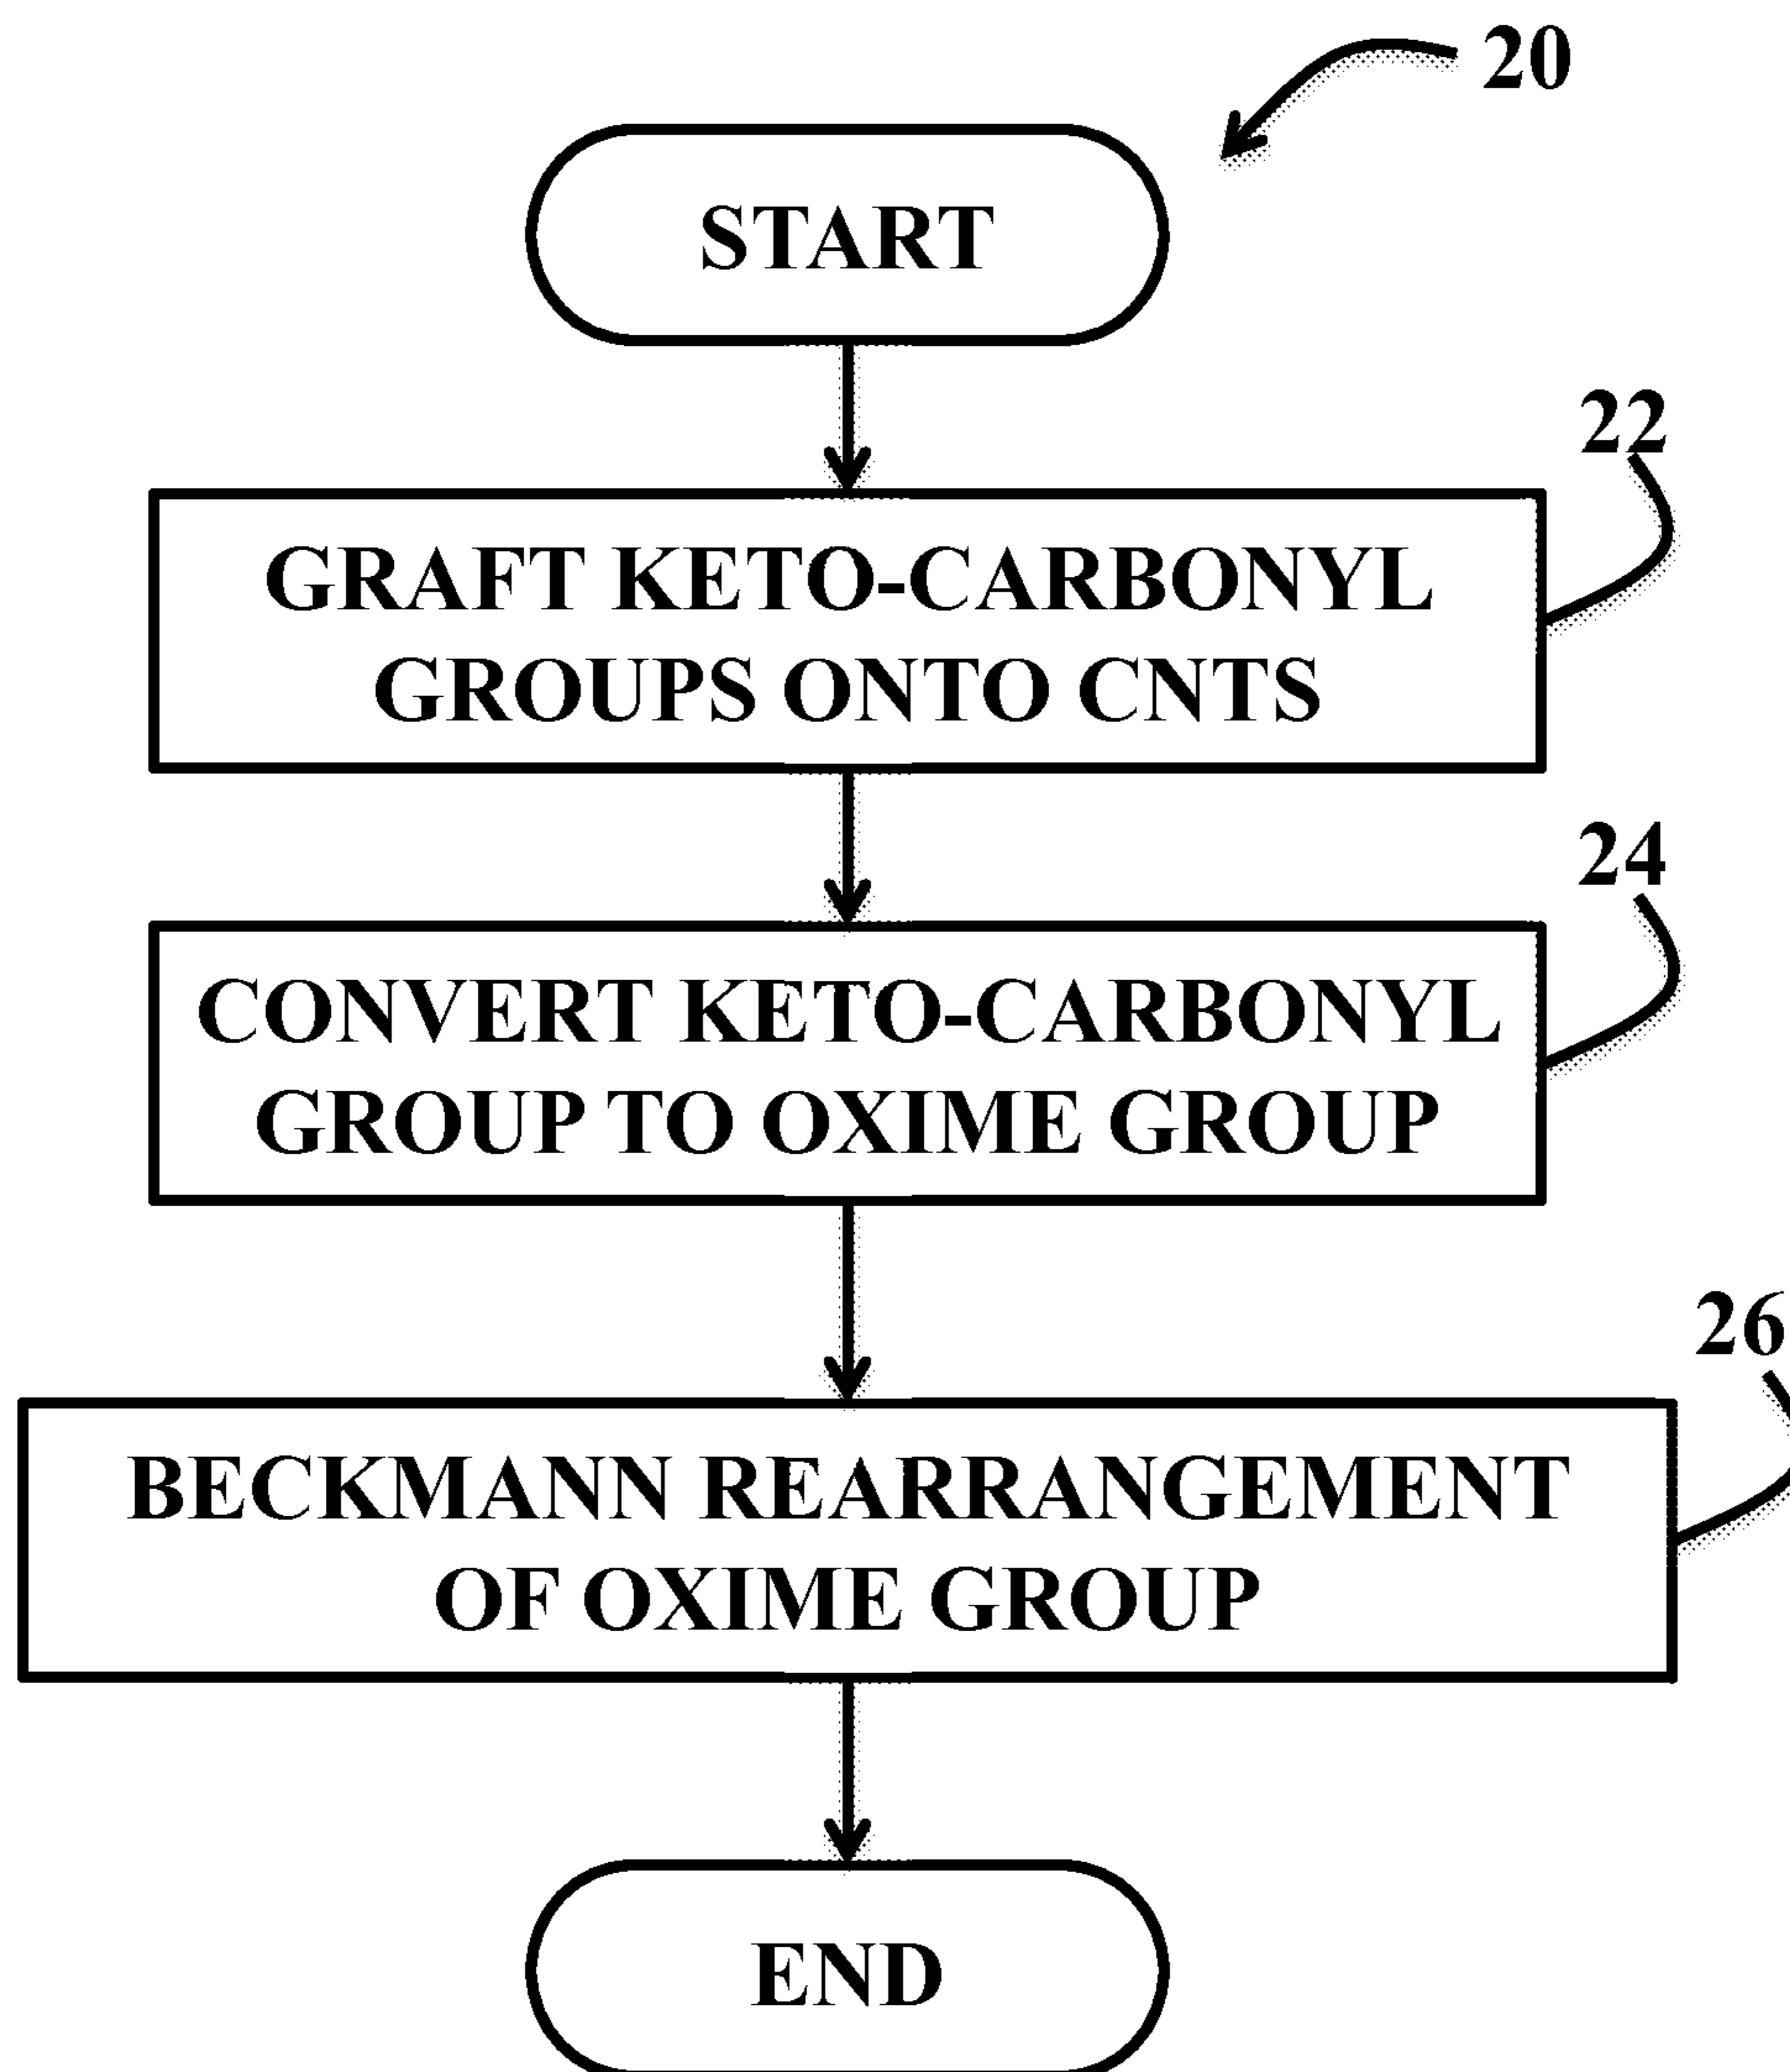 20
START
22
GRAFT KETO-CARBONYL
GROUPS ONTO CNTS
24
CONVERT KETO-CARBONYL
GROUP TO OXIME GROUP
26
BECKMANN REARRANGEMENT
OF OXIME GROUP
END